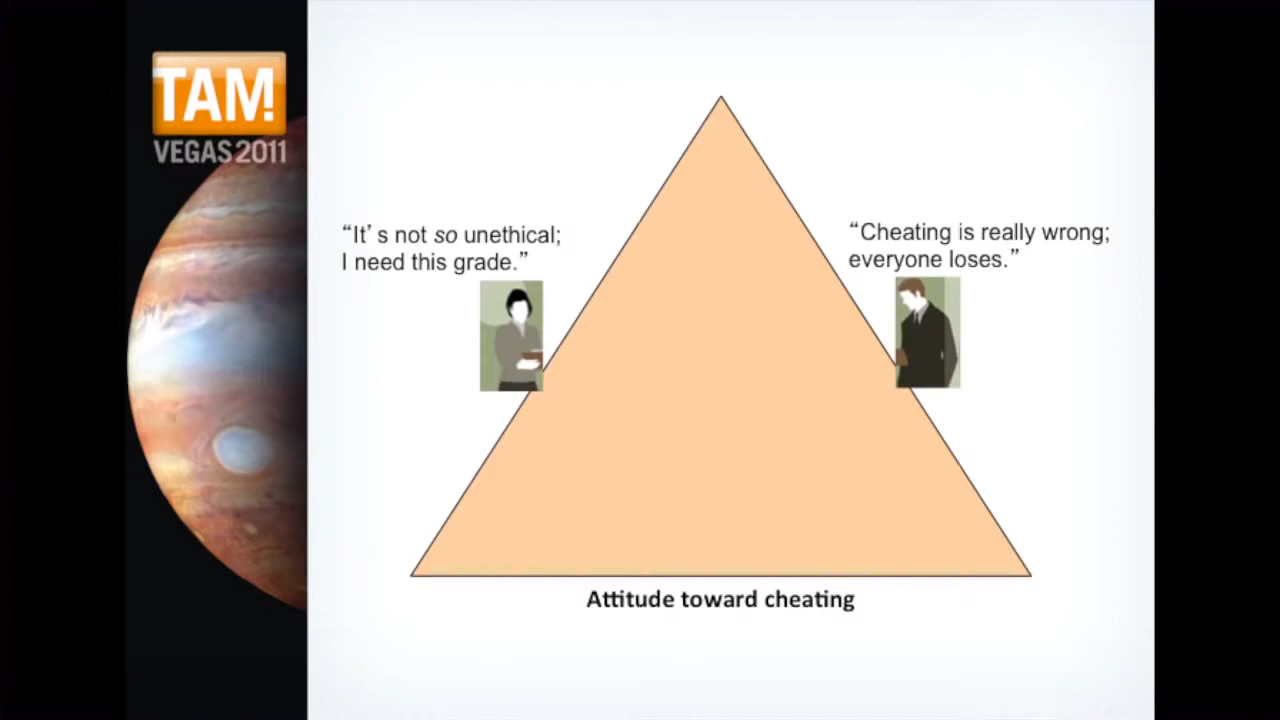 TAM!
VEGAS 2011
“It’s not so unethical;
I need this grade.”
“Cheating is really wrong;
everyone loses.”
Attitude toward cheating